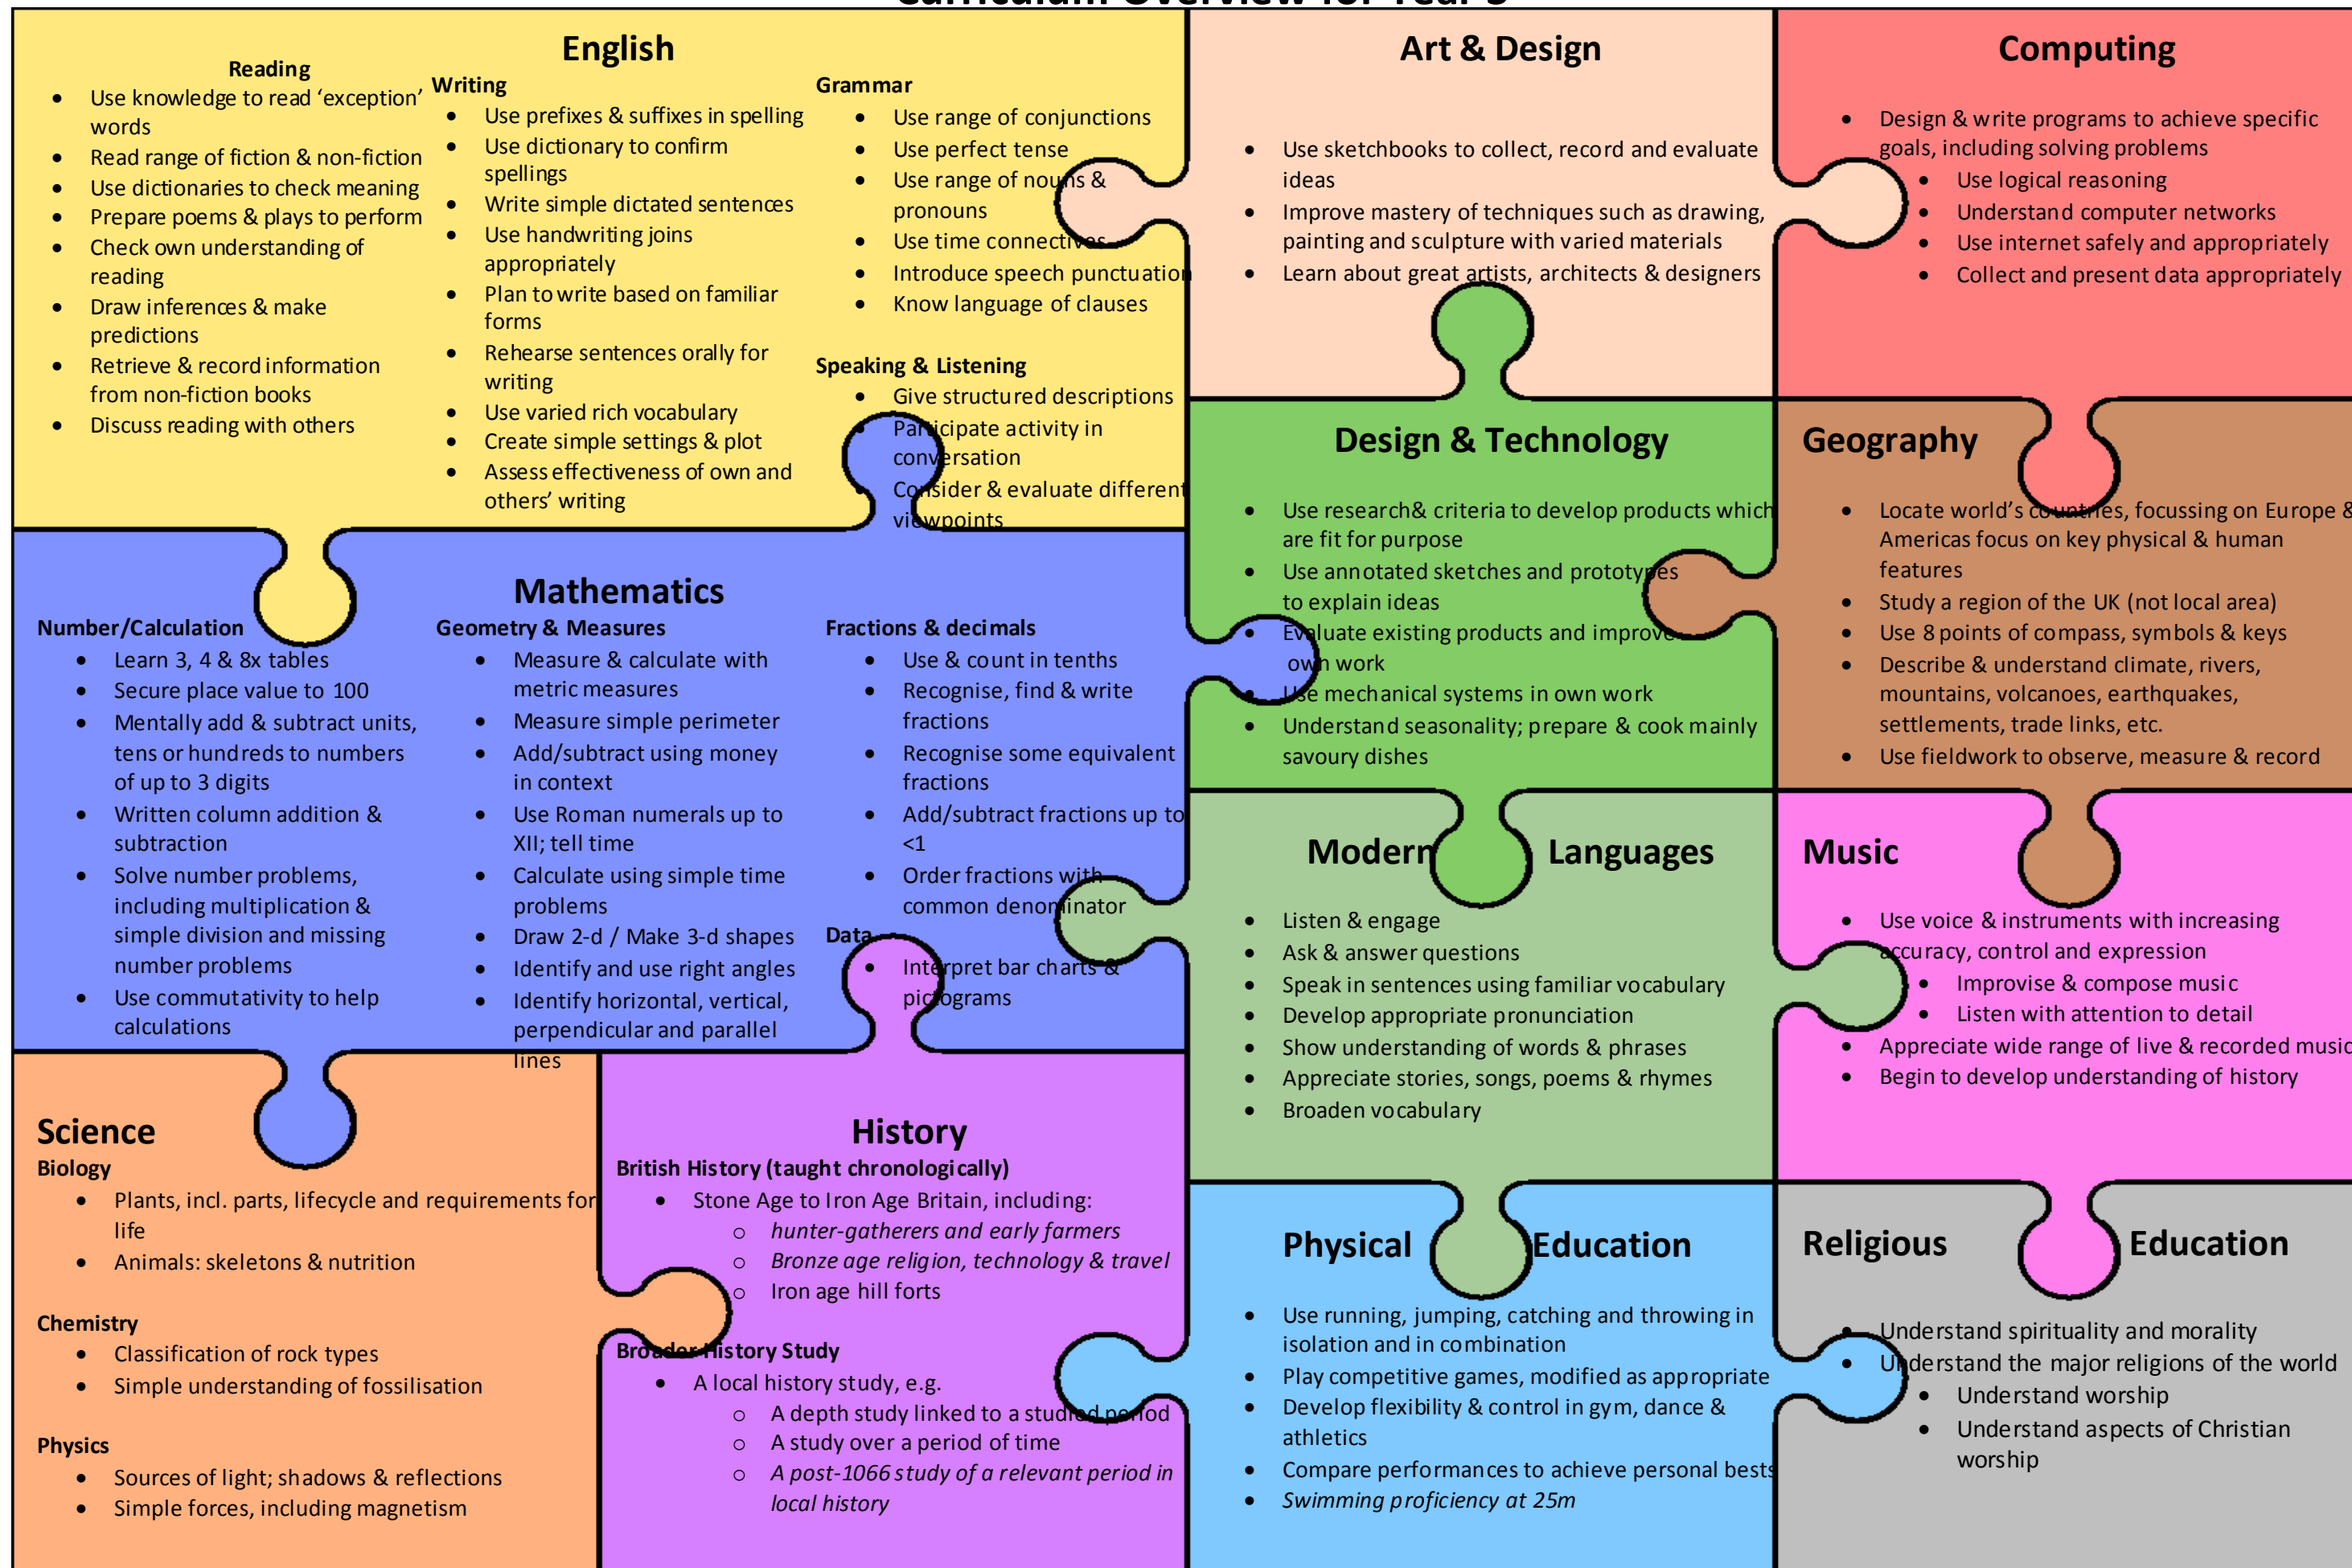 Curriculum Overview for Year 3
English
Reading
• Use knowledge to read ‘exception’
words
• Read range of fiction & non-fiction
• Use dictionaries to check meaning
• Prepare poems & plays to perform
• Check own understanding of
reading
• Draw inferences & make
predictions
• Retrieve & record information
from non-fiction books
• Discuss reading with others
Writing
• Use prefixes & suffixes in spelling
• Use dictionary to confirm
spellings
• Write simple dictated sentences
• Use handwriting joins
appropriately
• Plan to write based on familiar
forms
• Rehearse sentences orally for
writing
• Use varied rich vocabulary
• Create simple settings & plot
• Assess effectiveness of own and
others’ writing
Grammar
• Use range of conjunctions
• Use perfect tense
• Use range of nouns &
pronouns
• Use time connectives
• Introduce speech punctuation
• Know language of clauses
Speaking & Listening
• Give structured descriptions
• Participate activity in
conversation
• Consider & evaluate different
viewpoints
Art & Design
• Use sketchbooks to collect, record and evaluate
ideas
• Improve mastery of techniques such as drawing,
painting and sculpture with varied materials
• Learn about great artists, architects & designers
Computing
• Design & write programs to achieve specific
goals, including solving problems
• Use logical reasoning
• Understand computer networks
• Use internet safely and appropriately
• Collect and present data appropriately
Design & Technology
• Use research& criteria to develop products which
are fit for purpose
• Use annotated sketches and prototypes
to explain ideas
• Evaluate existing products and improve
own work
• Use mechanical systems in own work
• Understand seasonality; prepare & cook mainly
savoury dishes
Geography
• Locate world’s countries, focussing on Europe &
Americas focus on key physical & human
features
• Study a region of the UK (not local area)
• Use 8 points of compass, symbols & keys
• Describe & understand climate, rivers,
mountains, volcanoes, earthquakes,
settlements, trade links, etc.
• Use fieldwork to observe, measure & record
Mathematics
Number/Calculation
• Learn 3, 4 & 8x tables
• Secure place value to 100
• Mentally add & subtract units,
tens or hundreds to numbers
of up to 3 digits
• Written column addition &
subtraction
• Solve number problems,
including multiplication &
simple division and missing
number problems
• Use commutativity to help
calculations
Geometry & Measures
• Measure & calculate with
metric measures
• Measure simple perimeter
• Add/subtract using money
in context
• Use Roman numerals up to
XII; tell time
• Calculate using simple time
problems
• Draw 2-d / Make 3-d shapes
• Identify and use right angles
• Identify horizontal, vertical,
perpendicular and parallel
lines
Fractions & decimals
• Use & count in tenths
• Recognise, find & write
fractions
• Recognise some equivalent
fractions
• Add/subtract fractions up to
<1
• Order fractions with
common denominator
Data
• Interpret bar charts &
pictograms
Modern Languages
• Listen & engage
• Ask & answer questions
• Speak in sentences using familiar vocabulary
• Develop appropriate pronunciation
• Show understanding of words & phrases
• Appreciate stories, songs, poems & rhymes
• Broaden vocabulary
Music
• Use voice & instruments with increasing
accuracy, control and expression
• Improvise & compose music
• Listen with attention to detail
• Appreciate wide range of live & recorded music
• Begin to develop understanding of history
Science
Biology
• Plants, incl. parts, lifecycle and requirements for
life
• Animals: skeletons & nutrition
Chemistry
• Classification of rock types
• Simple understanding of fossilisation
Physics
• Sources of light; shadows & reflections
• Simple forces, including magnetism
History
British History (taught chronologically)
• Stone Age to Iron Age Britain, including:
o hunter-gatherers and early farmers
o Bronze age religion, technology & travel
o Iron age hill forts
Broader History Study
• A local history study, e.g.
o A depth study linked to a studied period
o A study over a period of time
o A post-1066 study of a relevant period in
local history
Physical Education
• Use running, jumping, catching and throwing in
isolation and in combination
• Play competitive games, modified as appropriate
• Develop flexibility & control in gym, dance &
athletics
• Compare performances to achieve personal bests
• Swimming proficiency at 25m
Religious Education
• Understand spirituality and morality
• Understand the major religions of the world
• Understand worship
• Understand aspects of Christian
worship